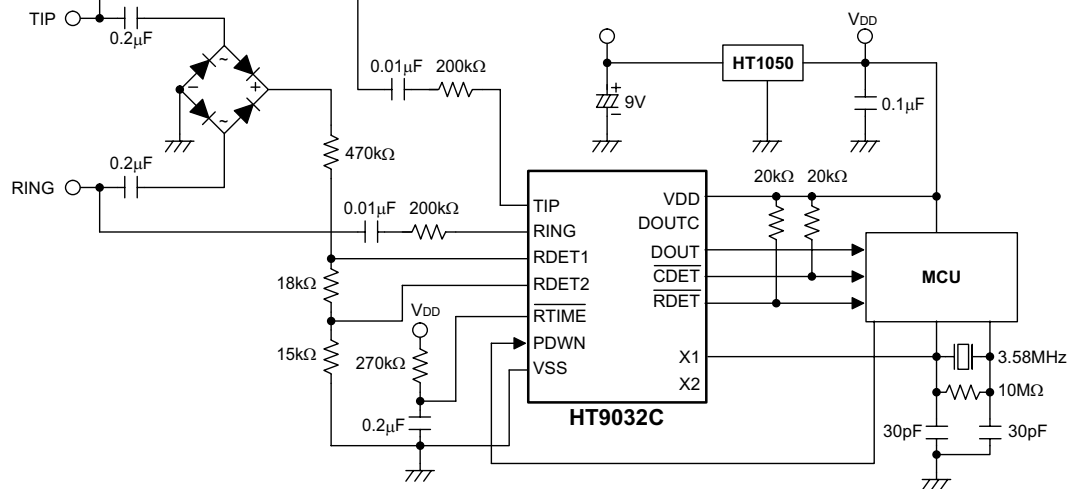 TIP
0.2μF
~
−
+
~
0.2μF
RING
0.01μF
200kΩ
470kΩ
0.01μF
200kΩ
18kΩ
15kΩ
VDD
270kΩ
0.2μF
+
−
9V
HT1050
VDD
0.1μF
20kΩ
20kΩ
TIP
RING
RDET1
RDET2
RTIME
PDWN
VSS
VDD
DOUTC
DOUT
CDET
RDET
X1
X2
HT9032C
MCU
3.58MHz
10MΩ
30pF
30pF